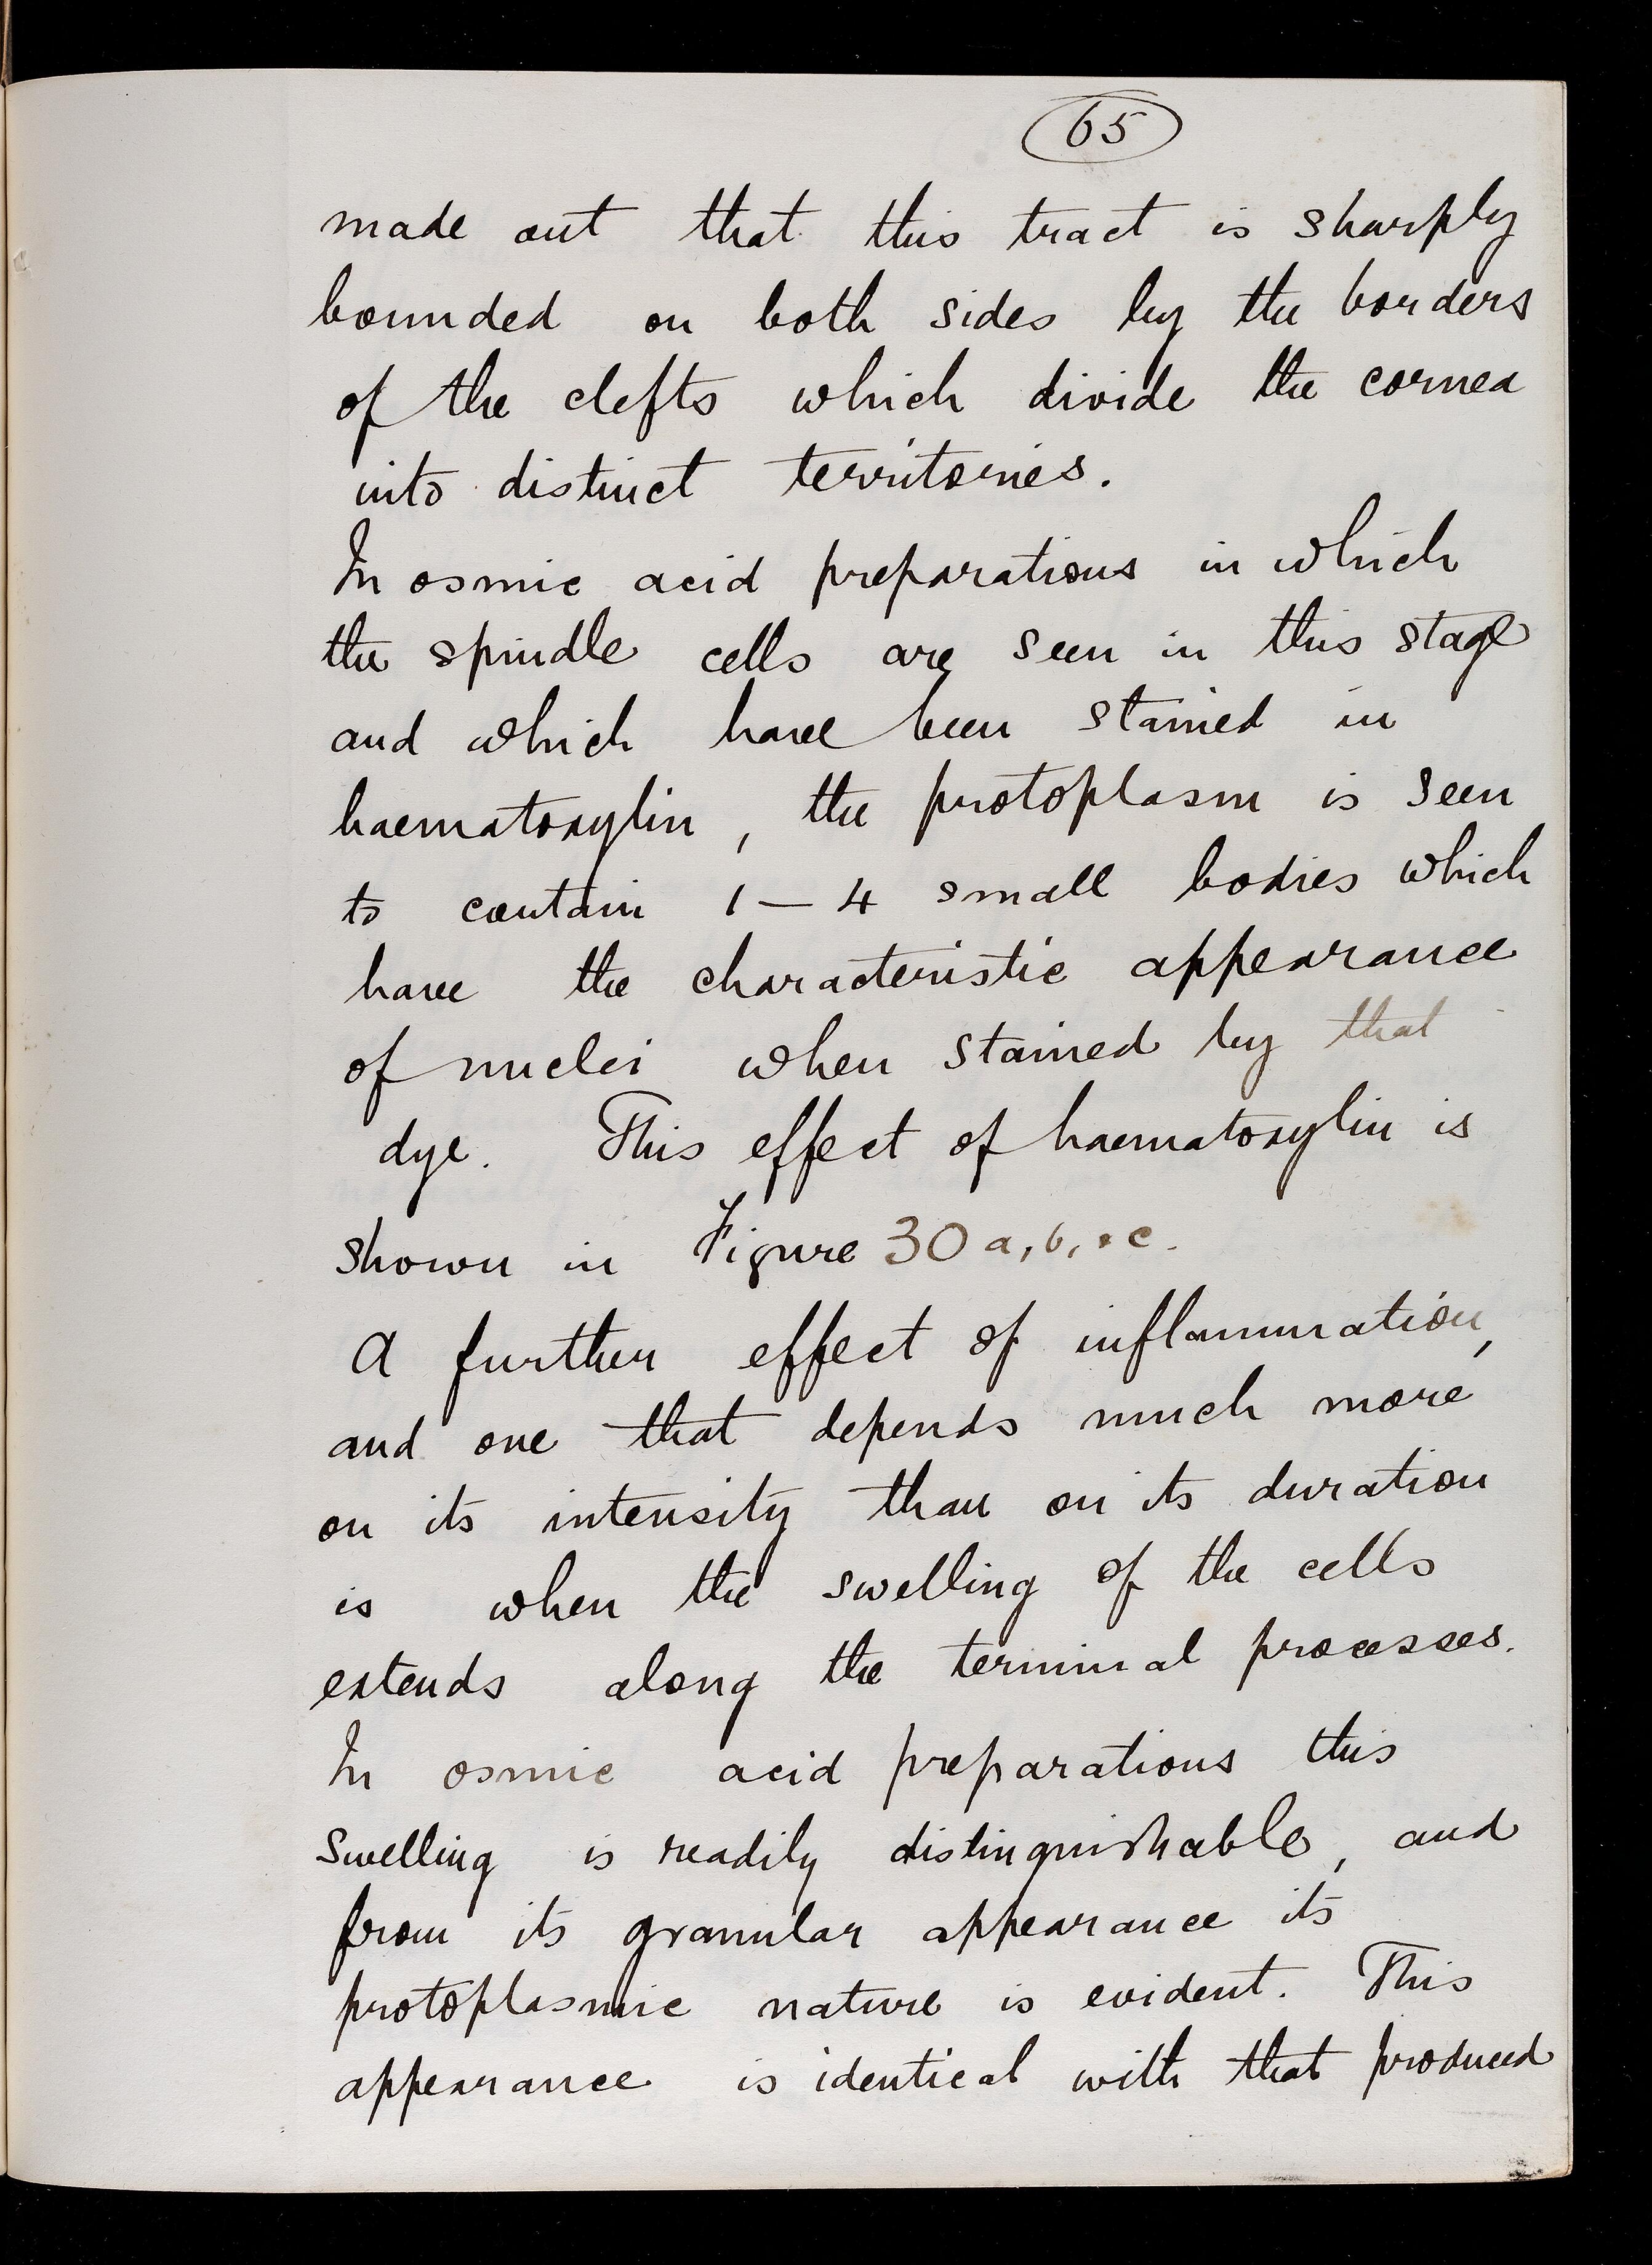 65
made out that this tract is sharply
bounded on both sides by the borders
of the clefts which divide the cornea
into distinct territories.
In osmic acid preparations in which
the spindle cells are seen in this stage
and which have been stained in
haematoxylin, the protoplasm is seen
to contain 1 — 4 small bodies which
have the characteristic appearance
of nuclei when stained by that
dye. This effect of haematoxylin is
shown in Figure 30 a, b, + c.
A further effect of inflammation,
and one that depends much more
on its intensity than on its duration
is when the swelling of the cells
extends along the terminal processes.
In osmic acid preparations this
swelling is readily distinguishable, and
from its granular appearance its
protoplasmic nature is evident. This
appearance is identical with that produced